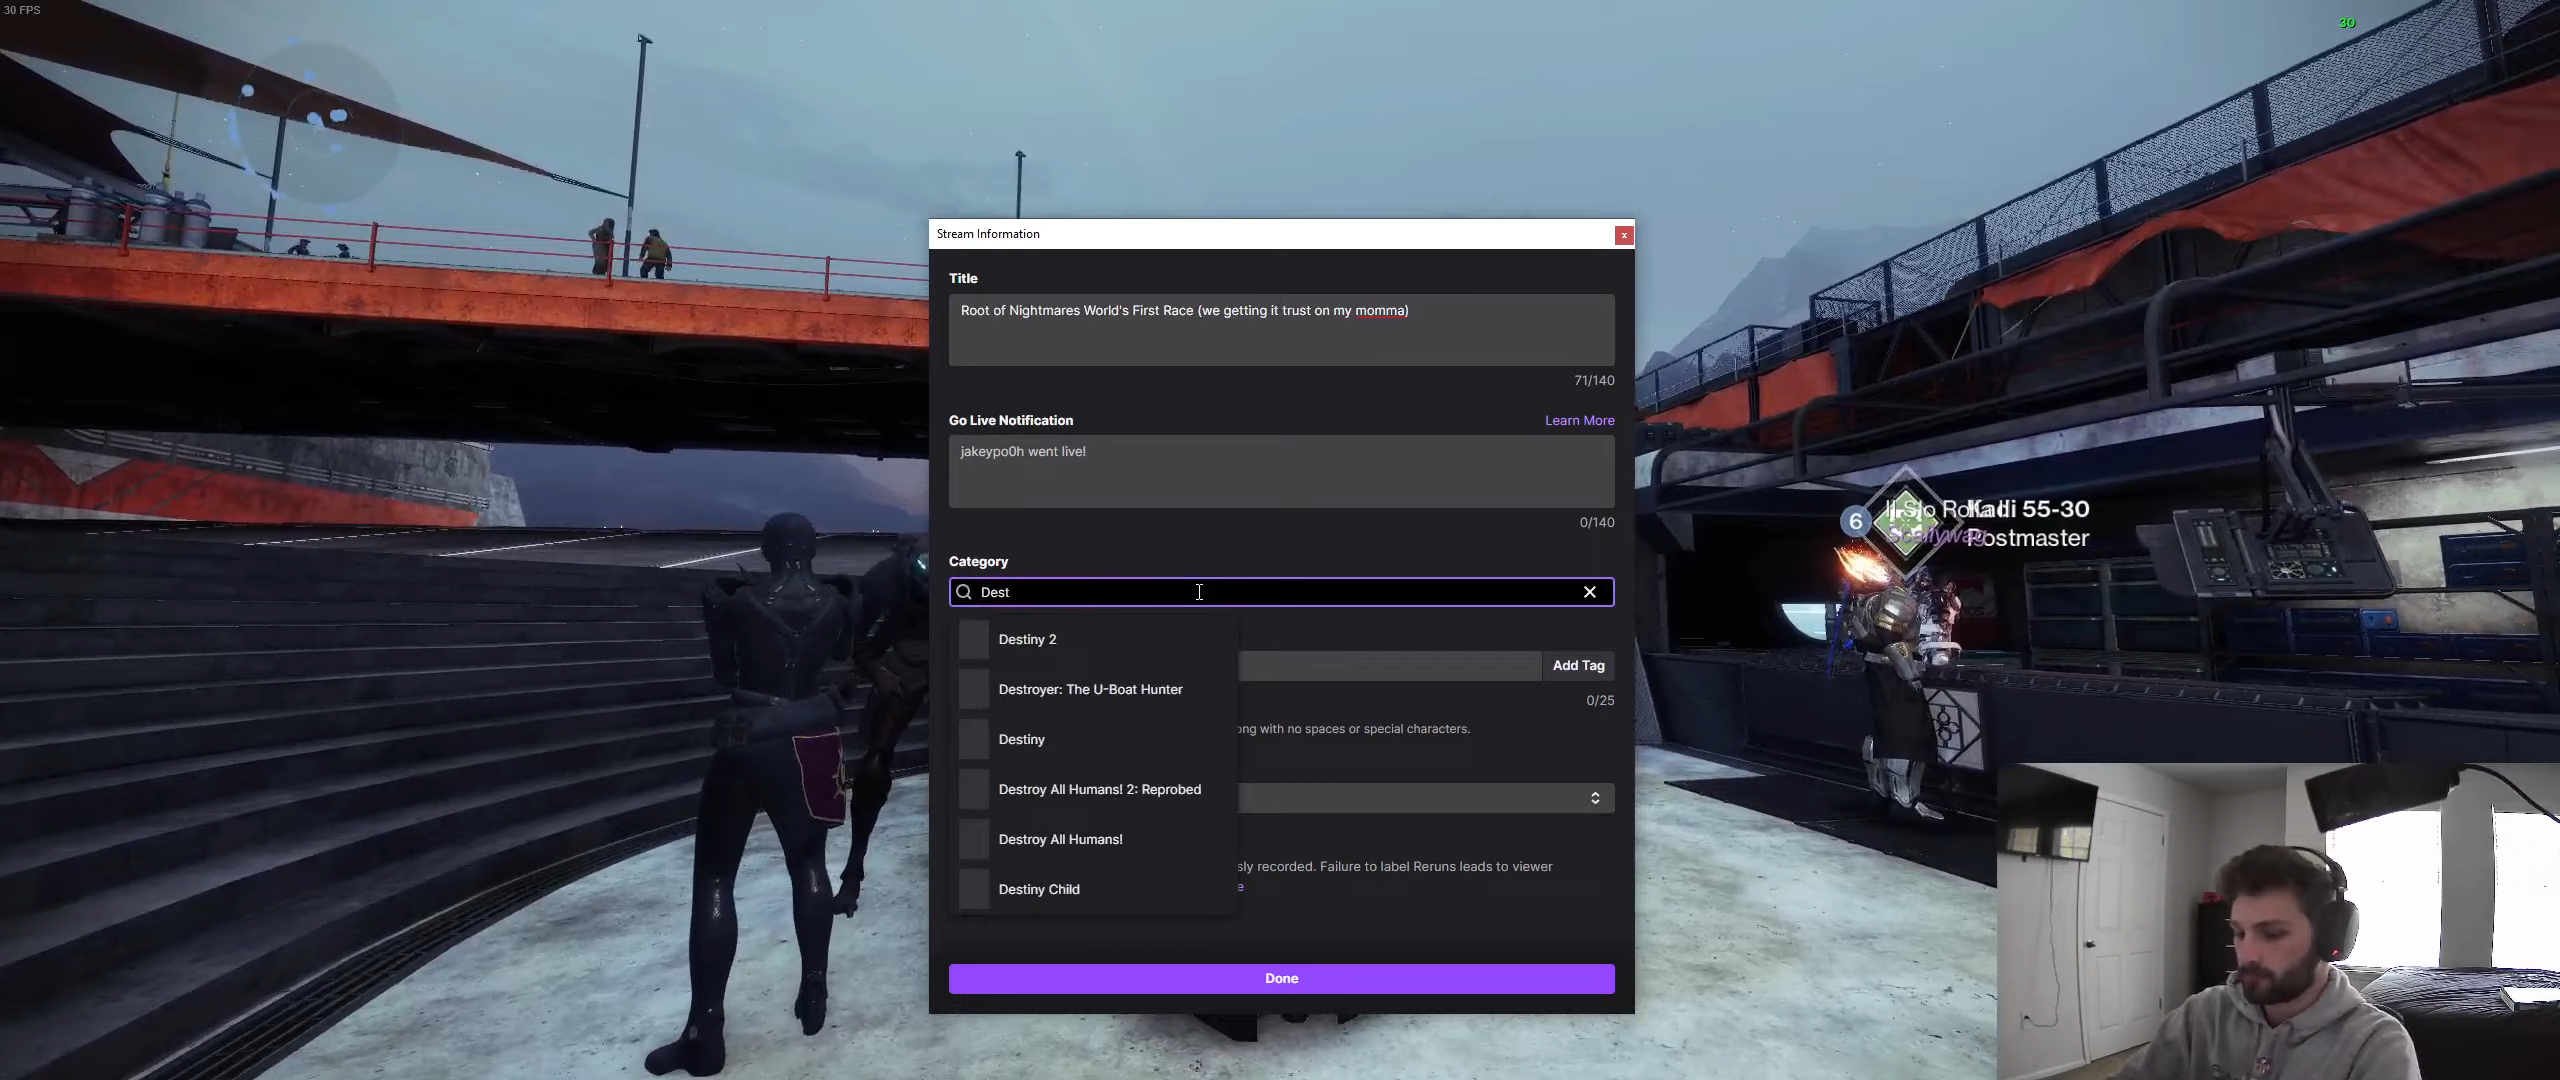 30 FPS
30
Stream Information
x
Title
Root of Nightmares World's First Race (we getting it trust on my momma)
71/140
Go Live Notification
Learn More
jakeypo0h went live!
0/140
Category
Dest
Destiny 2
Destroyer: The U-Boat Hunter
Destiny
Destroy All Humans! 2: Reprobed
Destroy All Humans!
Destiny Child
Add Tag
0/25
ong with no spaces or special characters.
sly recorded. Failure to label Reruns leads to viewer
e
Done
6
Kadi 55-30
Scallywag
Postmaster